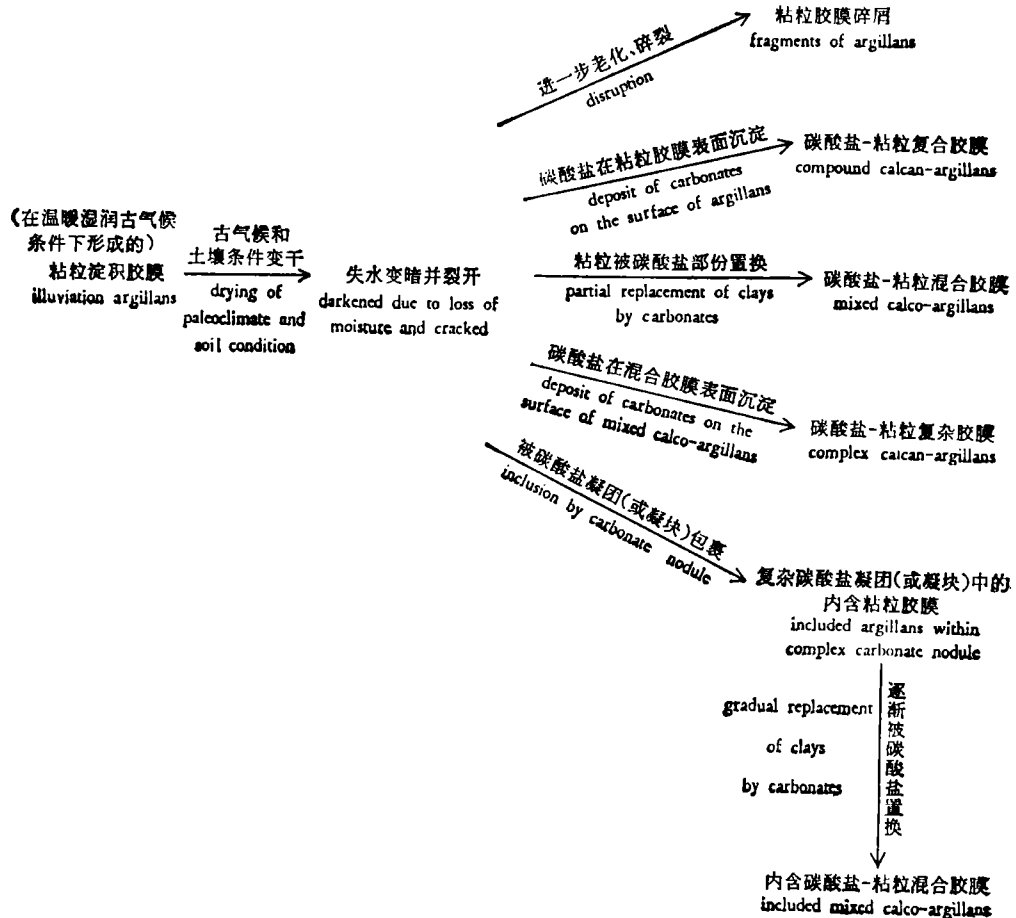 粘粒胶膜碎屑
fragments of argillans
进一步老化、碎裂
disruption
碳酸盐在粘粒胶膜表面沉淀
deposit of carbonates
on the surface of argillans
碳酸盐-粘粒复合胶膜
compound calcan-argillans
(在温暖湿润古气候
条件下形成的)
粘粒淀积胶膜
illuviation argillans
古气候和
土壤条件变干
drying of
paleoclimate and
soil condition
失水变暗并裂开
darkened due to loss of
moisture and cracked
粘粒被碳酸盐部份置换
partial replacement of clays
by carbonates
碳酸盐-粘粒混合胶膜
mixed calco-argillans
碳酸盐在混合胶膜表面沉淀
deposit of carbonates on the
surface of mixed calco-argillans
碳酸盐-粘粒复杂胶膜
complex calcan-argillans
被碳酸盐凝团(或凝块)包裹
inclusion by carbonate nodule
复杂碳酸盐凝团(或凝块)中的
内含粘粒胶膜
included argillans within
complex carbonate nodule
gradual replacement
of clays
by carbonates
逐渐被碳酸盐置换
内含碳酸盐-粘粒混合胶膜
included mixed calco-argillans